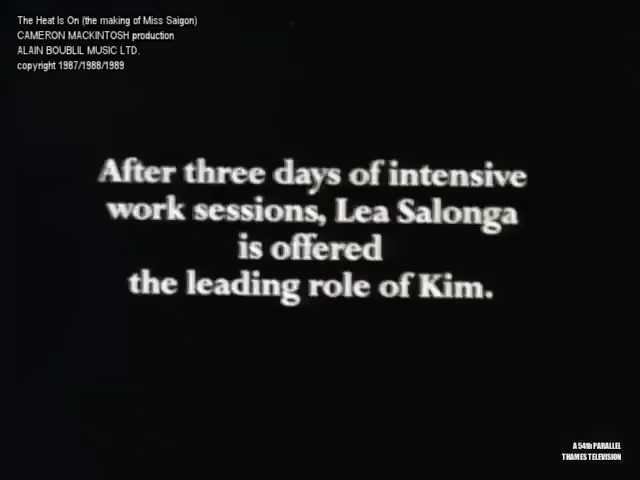 The Heat Is On (the making of Miss Saigon)
CAMERON MACKINTOSH production
ALAIN BOUBLIL MUSIC LTD.
copyright 1987/1988/1989
After three days of intensive
work sessions, Lea Salonga
is offered
the leading role of Kim.
A 54th PARALLEL
THAMES TELEVISION